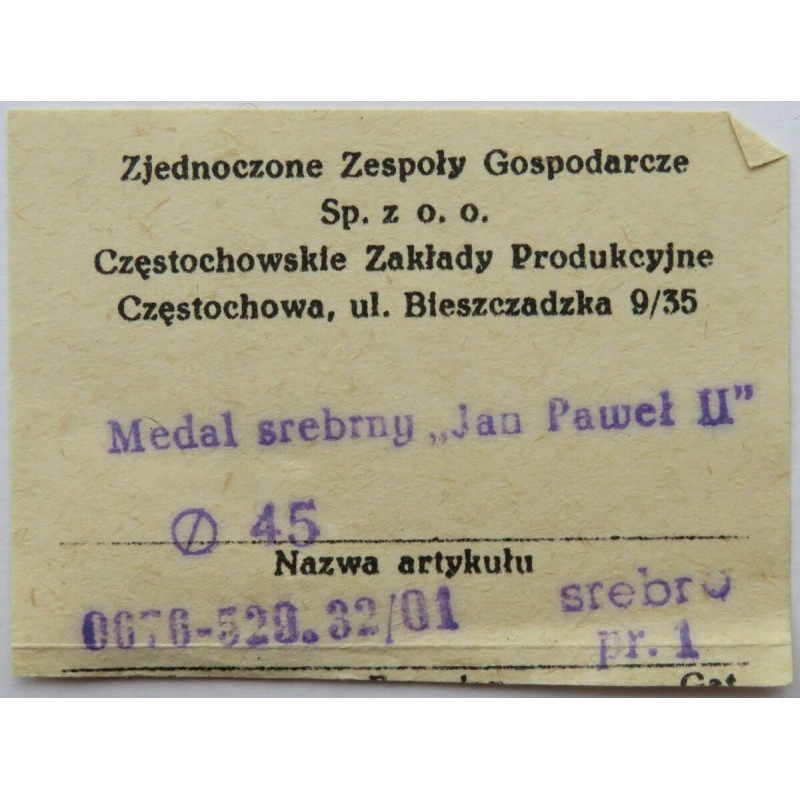 Zjednoczone Zespoły Gospodarcze
Sp. z o. o.
Częstochowskie Zakłady Produkcyjne
Częstochowa, ul. Bieszczadzka 9/35
Medal srebrny „Jan Paweł II”
∅ 45
Nazwa artykułu
0676-529.32/01 srebro
pr. 1
Gat.